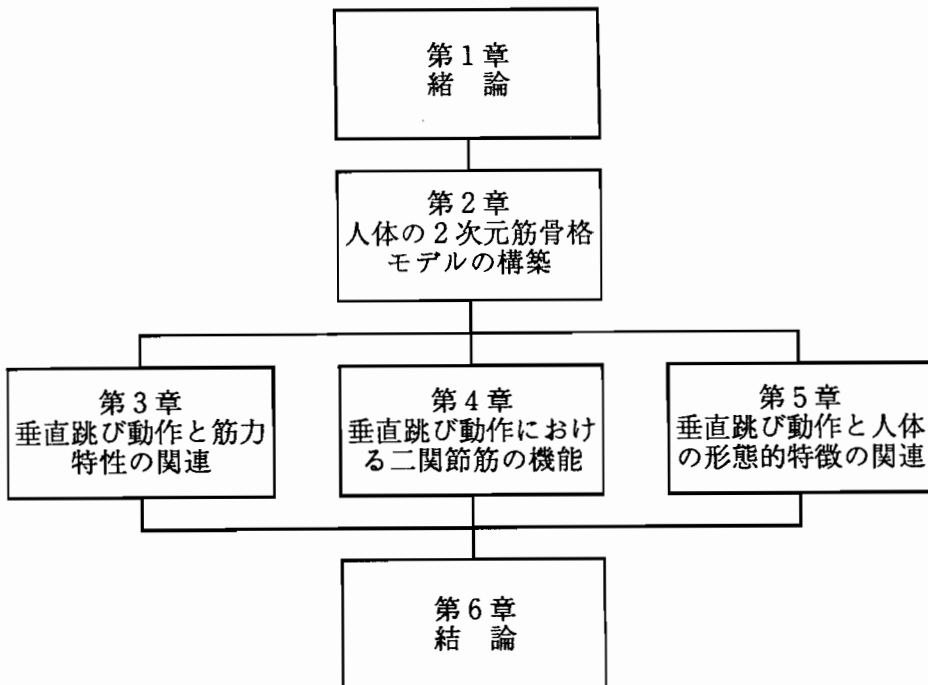 第1章
緒 論
第2章
人体の2次元筋骨格
モデルの構築
第3章
垂直跳び動作と筋力
特性の関連
第4章
垂直跳び動作におけ
る二関節筋の機能
第5章
垂直跳び動作と人体
の形態的特徴の関連
第6章
結 論